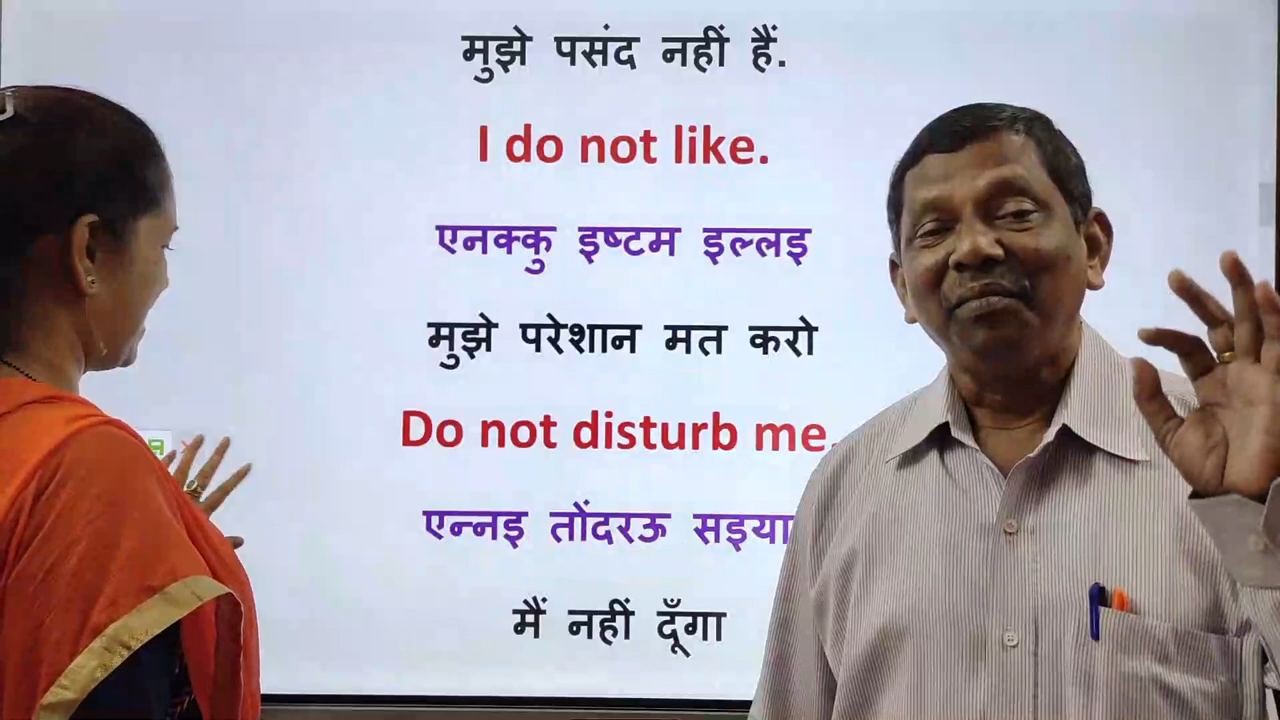 मुझे पसंद नहीं हैं.
I do not like.
एनक्कु इष्टम इल्लइ
मुझे परेशान मत करो
Do not disturb me.
एन्नइ तोंदरऊ
मैं नहीं दूँगा